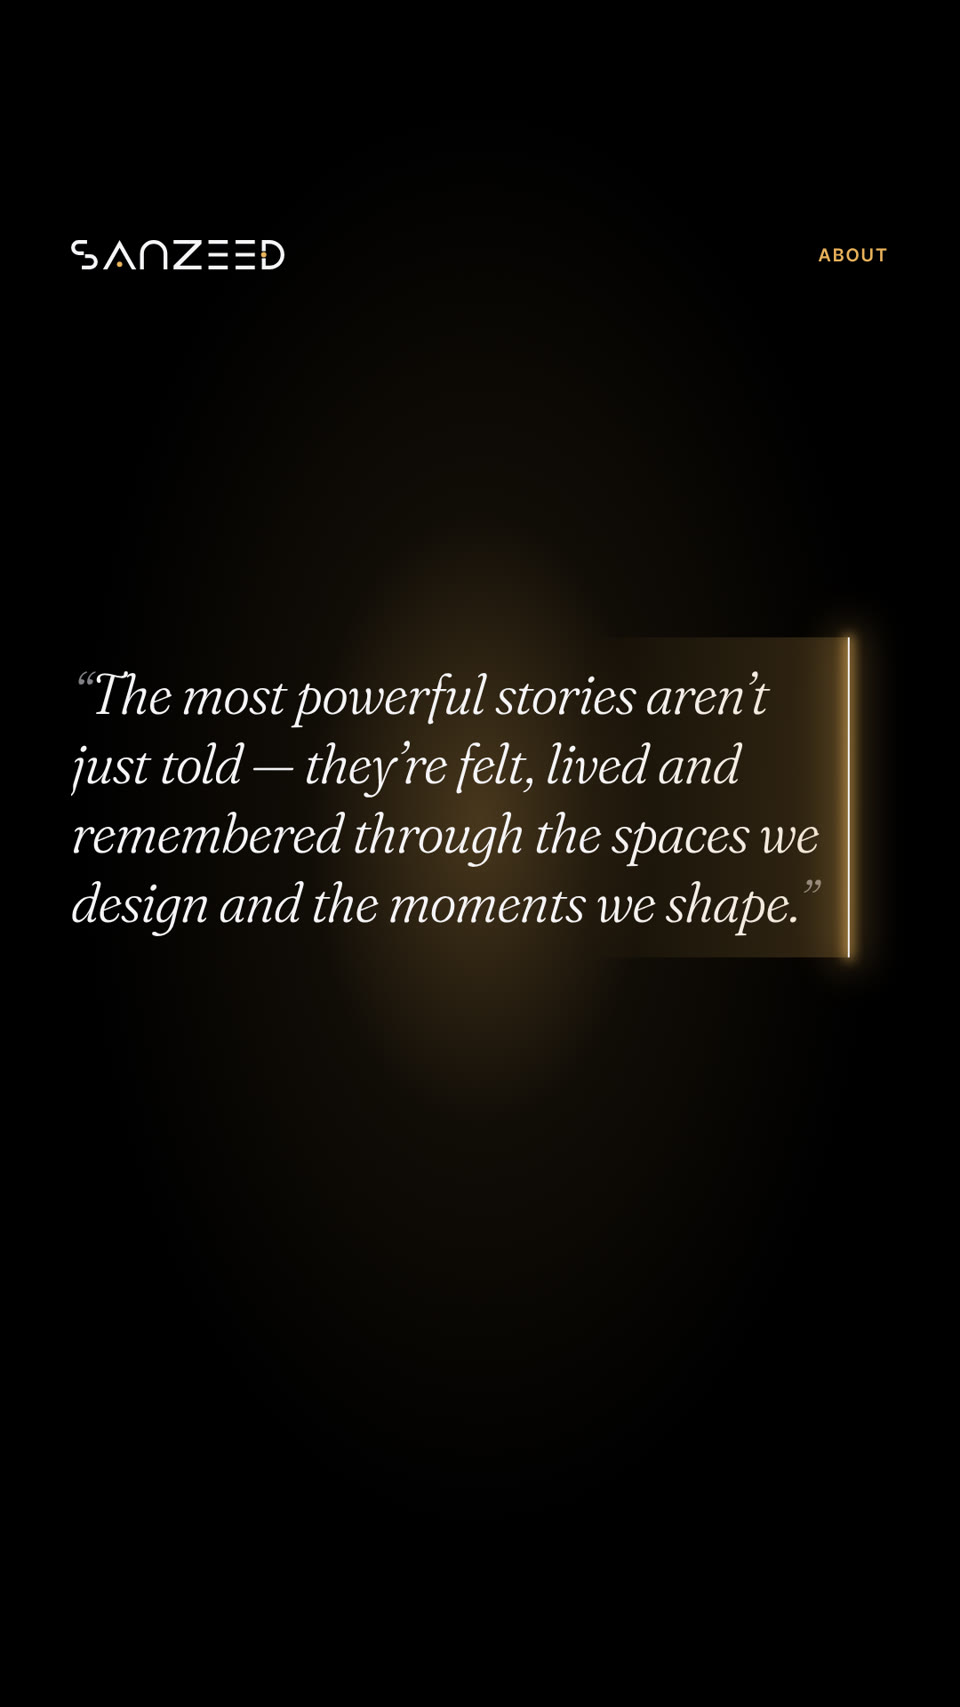 SANZEED
ABOUT
“The most powerful stories aren’t
just told — they’re felt, lived and
remembered through the spaces we
design and the moments we shape.”